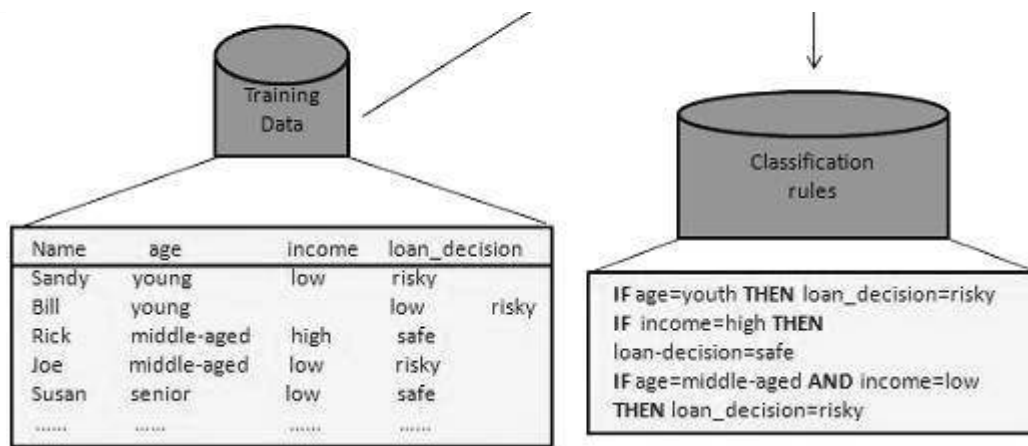 Training
Data
Name age income loan_decision
Sandy young low risky
Bill young low risky
Rick middle-aged high safe
Joe middle-aged low risky
Susan senior low safe
...... ...... ...... ......
Classification
rules
IF age=youth THEN loan_decision=risky
IF income=high THEN
loan-decision=safe
IF age=middle-aged AND income=low
THEN loan_decision=risky